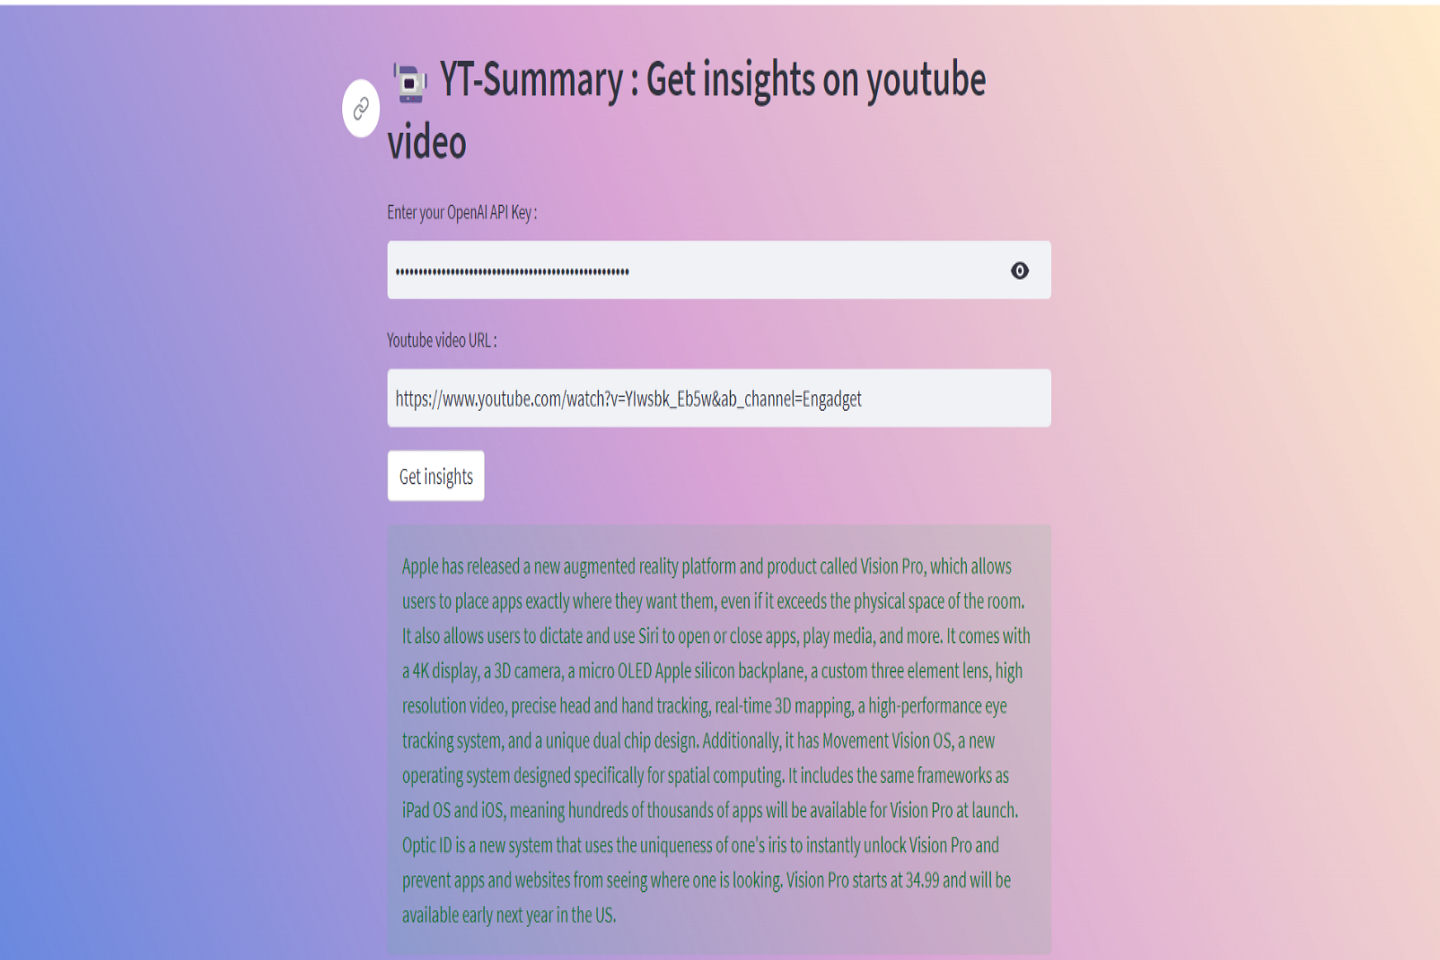 YT-Summary : Get insights on youtube
video
Enter your OpenAI API Key :
Youtube video URL :
https://www.youtube.com/watch?v=YIwsbk_Eb5w&ab_channel=Engadget
Get insights
Apple has released a new augmented reality platform and product called Vision Pro, which allows
users to place apps exactly where they want them, even if it exceeds the physical space of the room.
It also allows users to dictate and use Siri to open or close apps, play media, and more. It comes with
a 4K display, a 3D camera, a micro OLED Apple silicon backplane, a custom three element lens, high
resolution video, precise head and hand tracking, real-time 3D mapping, a high-performance eye
tracking system, and a unique dual chip design. Additionally, it has Movement Vision OS, a new
operating system designed specifically for spatial computing. It includes the same frameworks as
iPad OS and iOS, meaning hundreds of thousands of apps will be available for Vision Pro at launch.
Optic ID is a new system that uses the uniqueness of one's iris to instantly unlock Vision Pro and
prevent apps and websites from seeing where one is looking. Vision Pro starts at 34.99 and will be
available early next year in the US.